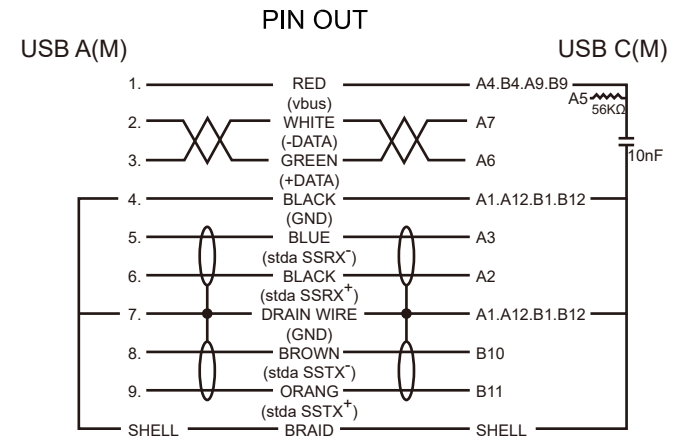 PIN OUT
USB A(M) USB C(M)
1. RED A4.B4.A9.B9
(vbus) A5 56KΩ
2. WHITE A7
(-DATA)
3. GREEN A6 10nF
(+DATA)
4. BLACK A1.A12.B1.B12
(GND)
5. BLUE A3
(stda SSRX-)
6. BLACK A2
(stda SSRX+)
7. DRAIN WIRE A1.A12.B1.B12
(GND)
8. BROWN B10
(stda SSTX-)
9. ORANG B11
(stda SSTX+)
SHELL BRAID SHELL